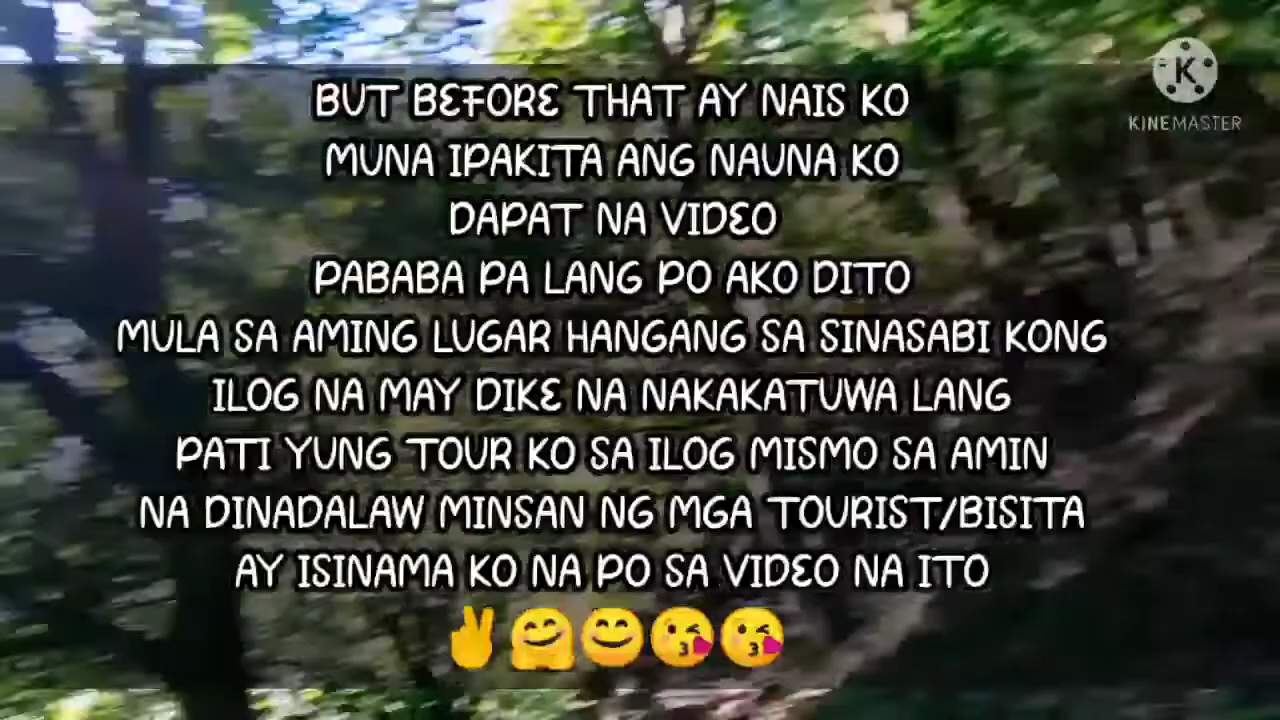 BUT BEFORE THAT AY NAIS KO
MUNA IPAKITA ANG NAUNA KO
DAPAT NA VIDEO
PABABA PA LANG PO AKO DITO
MULA SA AMING LUGAR HANGANG SA SINASABI KONG
ILOG NA MAY DIKE NA NAKAKATUWA LANG
PATI YUNG TOUR KO SA ILOG MISMO SA AMIN
NA DINADALAW MINSAN NG MGA TOURIST/BISITA
AY ISINAMA KO NA PO SA VIDEO NA ITO
✌🤗😊😘😘
K
KINEMASTER